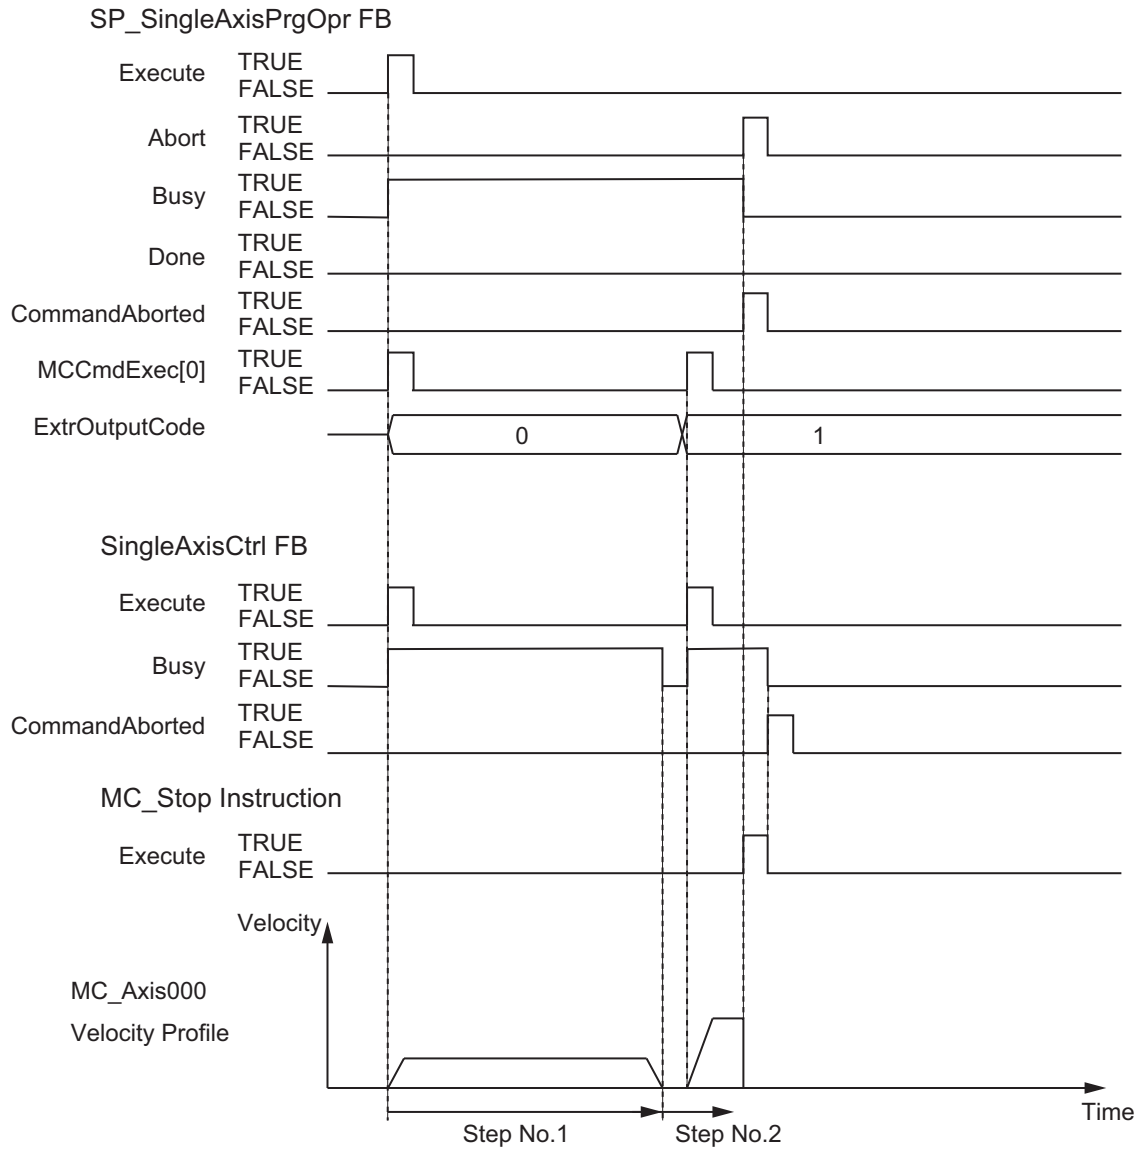 SP_SingleAxisPrgOpr FB
Execute TRUE
FALSE
Abort TRUE
FALSE
Busy TRUE
FALSE
Done TRUE
FALSE
CommandAborted TRUE
FALSE
MCCmdExec[0] TRUE
FALSE
ExtrOutputCode 0 1
SingleAxisCtrl FB
Execute TRUE
FALSE
Busy TRUE
FALSE
CommandAborted TRUE
FALSE
MC_Stop Instruction
Execute TRUE
FALSE
Velocity
MC_Axis000
Velocity Profile
Time
Step No.1 Step No.2